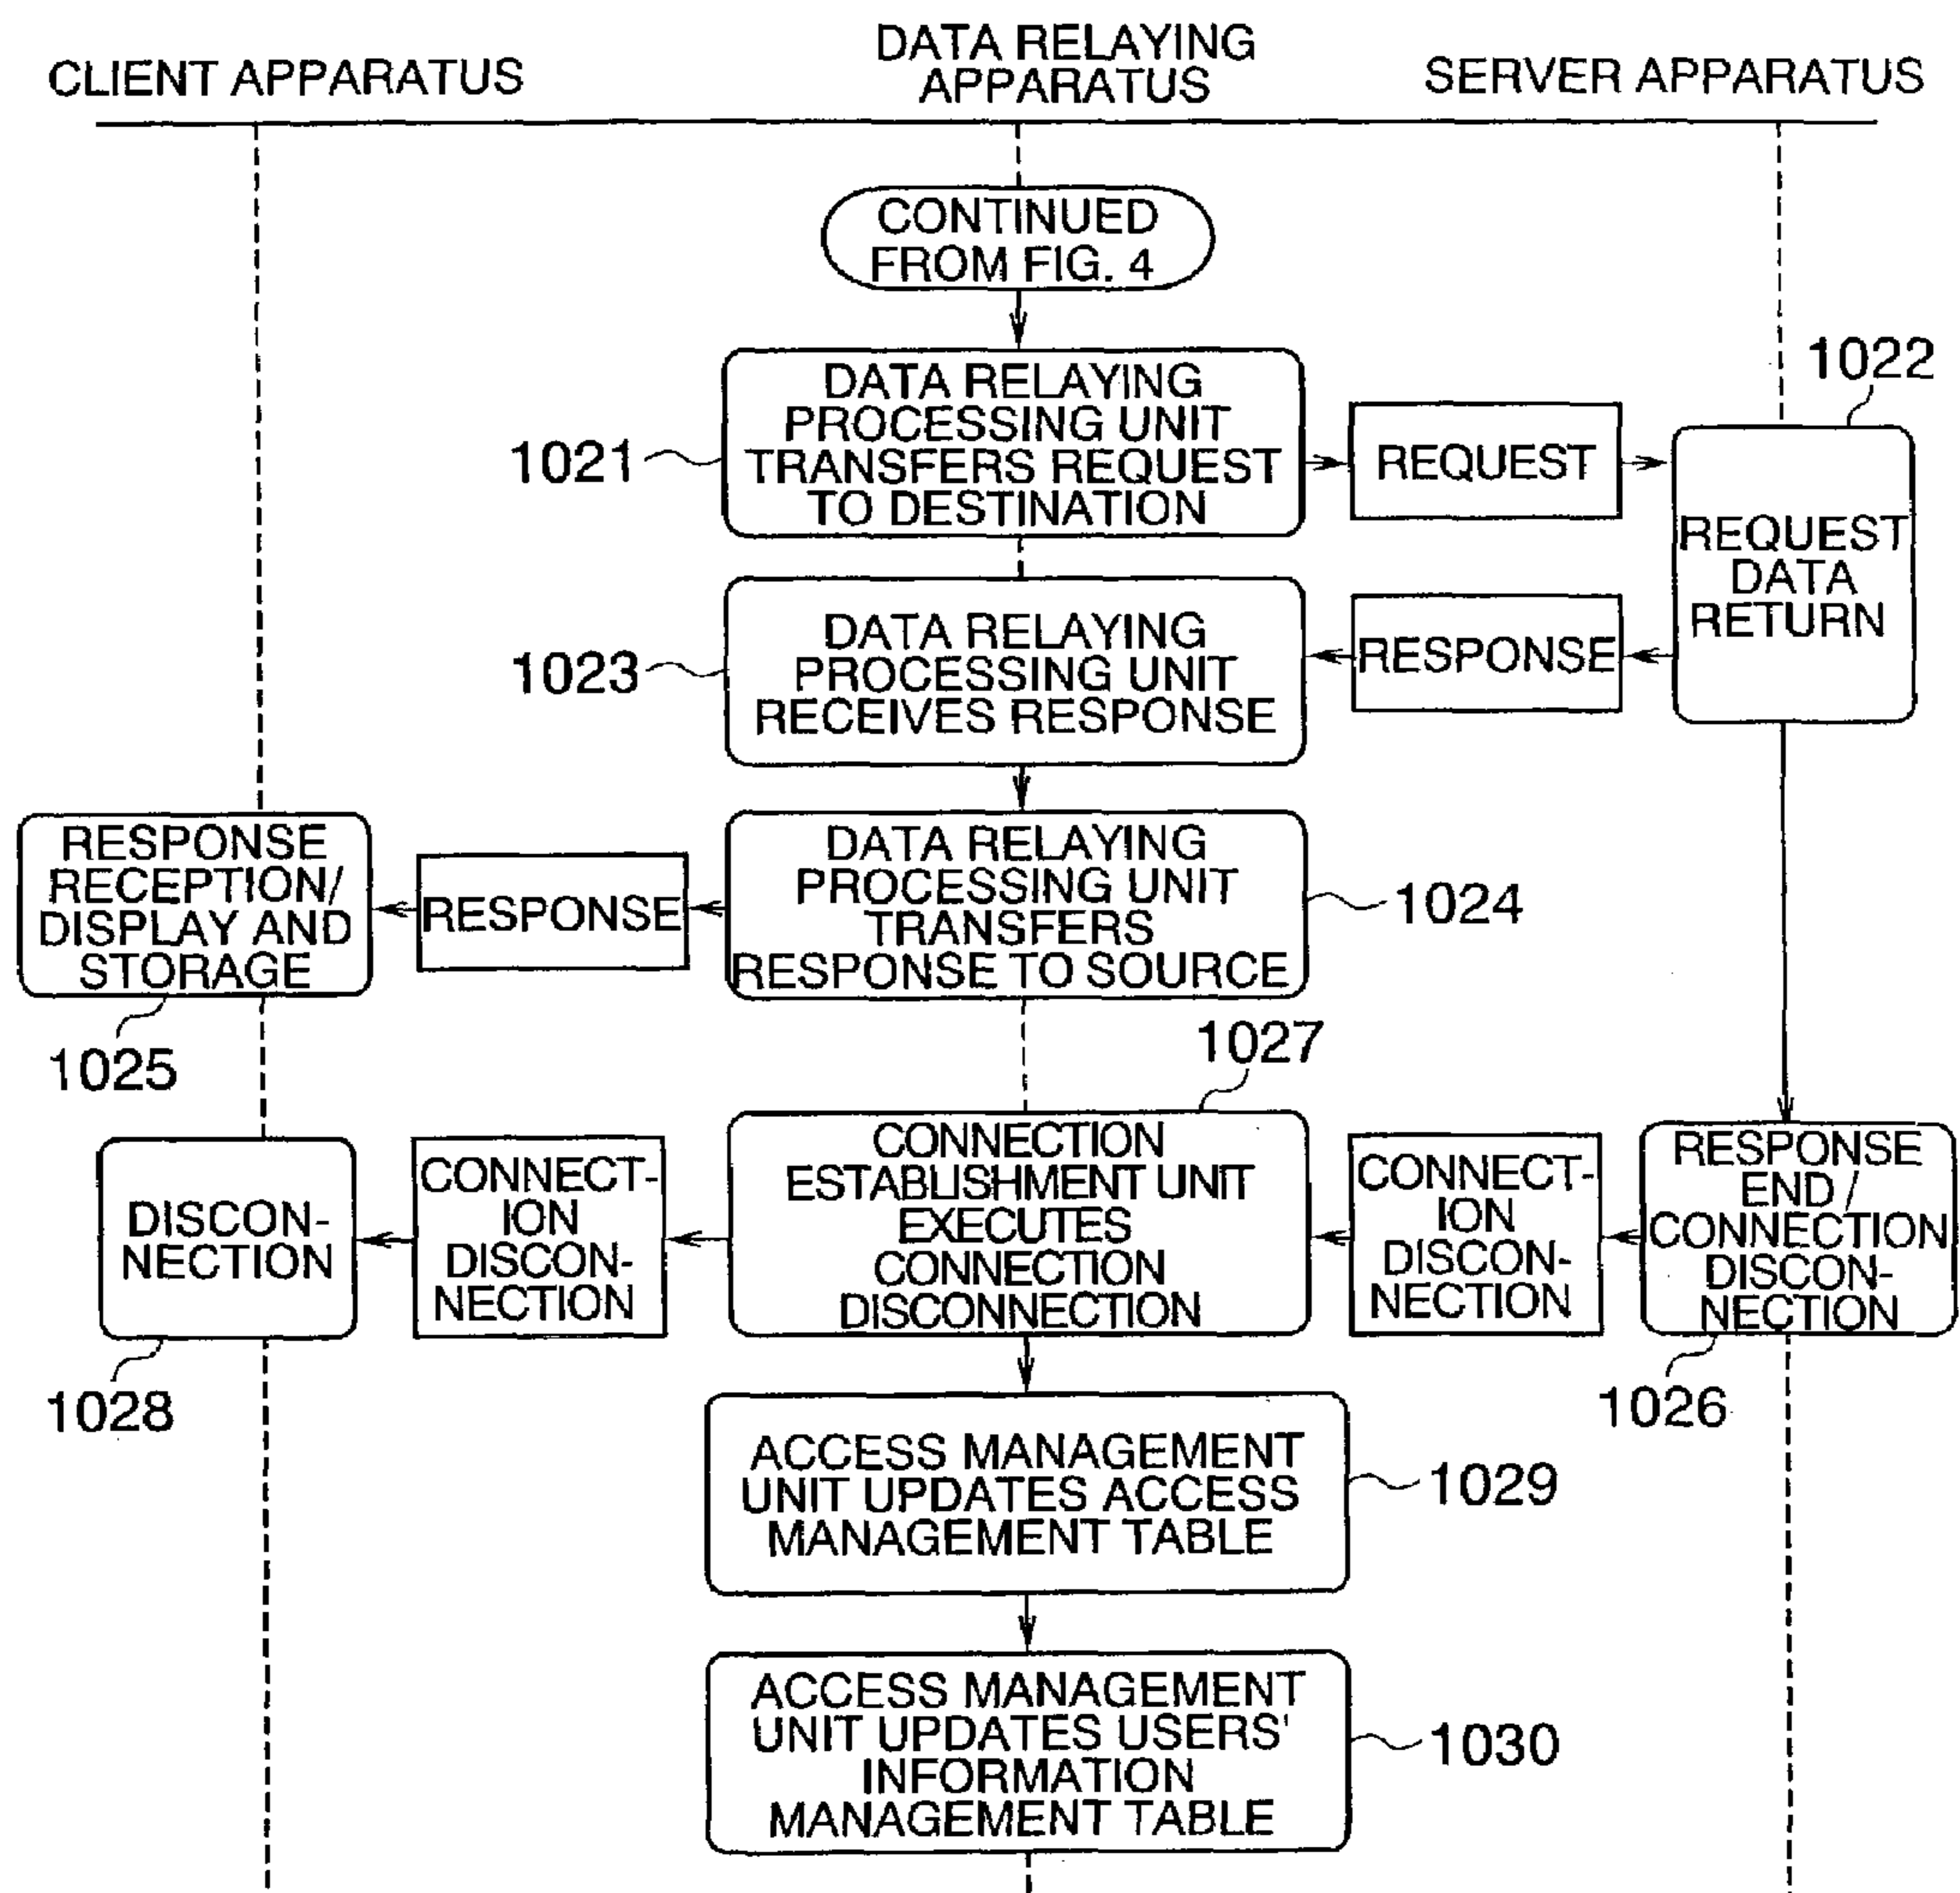 CLIENT APPARATUS
DATA RELAYING
APPARATUS
SERVER APPARATUS
CONTINUED
FROM FIG. 4
1021
DATA RELAYING
PROCESSING UNIT
TRANSFERS REQUEST
TO DESTINATION
REQUEST
1022
REQUEST
DATA
RETURN
1023
DATA RELAYING
PROCESSING UNIT
RECEIVES RESPONSE
RESPONSE
RESPONSE
RECEPTION/
DISPLAY AND
STORAGE
1025
RESPONSE
DATA RELAYING
PROCESSING UNIT
TRANSFERS
RESPONSE TO SOURCE
1024
1027
DISCON-
NECTION
1028
CONNECT-
ION
DISCON-
NECTION
CONNECTION
ESTABLISHMENT UNIT
EXECUTES
CONNECTION
DISCONNECTION
CONNECT-
ION
DISCON-
NECTION
RESPONSE
END/
CONNECTION
DISCON-
NECTION
1026
ACCESS MANAGEMENT
UNIT UPDATES ACCESS
MANAGEMENT TABLE
1029
ACCESS MANAGEMENT
UNIT UPDATES USERS'
INFORMATION
MANAGEMENT TABLE
1030